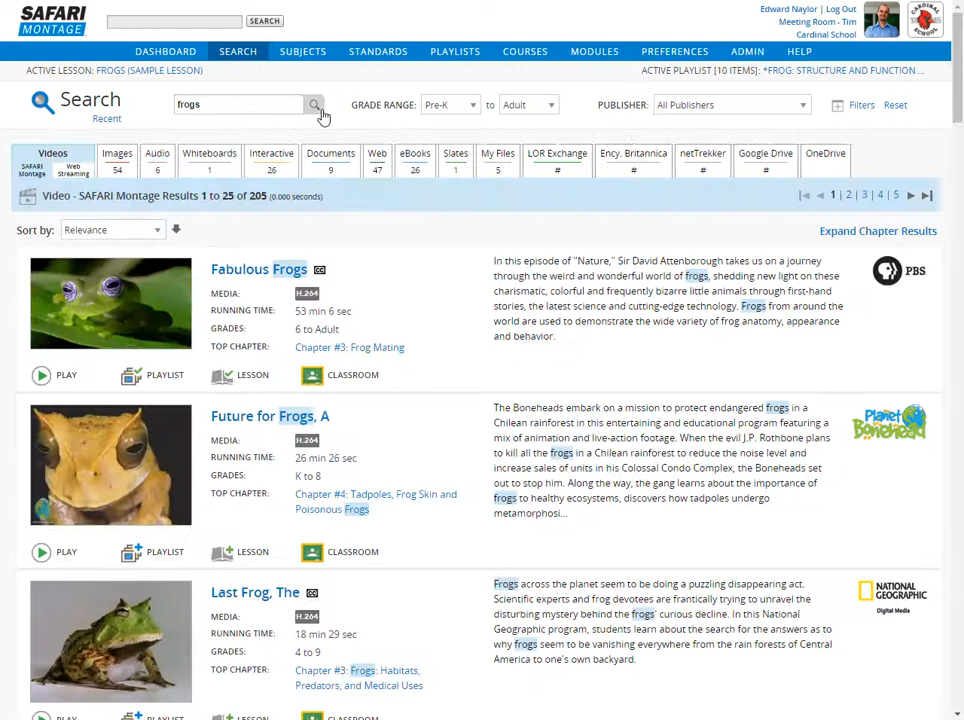 SAFARI
MONTAGE
SEARCH
Edward Naylor | Log Out
Meeting Room - Tim
Cardinal School
DASHBOARD SEARCH SUBJECTS STANDARDS PLAYLISTS COURSES MODULES PREFERENCES ADMIN HELP
ACTIVE LESSON: FROGS (SAMPLE LESSON) ACTIVE PLAYLIST [10 ITEMS]: *FROG: STRUCTURE AND FUNCTION ...
Search
Recent
frogs GRADE RANGE: Pre-K to Adult PUBLISHER: All Publishers Filters Reset
Videos Images Audio Whiteboards Interactive Documents Web eBooks Slates My Files LOR Exchange Ency. Britannica netTrekker Google Drive OneDrive
SAFARI Montage Web Streaming 54 6 1 26 9 47 26 1 5 # # # #
Video - SAFARI Montage Results 1 to 25 of 205 (0.000 seconds) 1 | 2 | 3 | 4 | 5
Sort by: Relevance Expand Chapter Results
Fabulous Frogs CC
MEDIA: H.264
RUNNING TIME: 53 min 6 sec
GRADES: 6 to Adult
TOP CHAPTER: Chapter #3: Frog Mating
In this episode of "Nature," Sir David Attenborough takes us on a journey
through the weird and wonderful world of frogs, shedding new light on these
charismatic, colorful and frequently bizarre little animals through first-hand
stories, the latest science and cutting-edge technology. Frogs from around the
world are used to demonstrate the wide variety of frog anatomy, appearance
and behavior.
PBS
PLAY PLAYLIST LESSON CLASSROOM
Future for Frogs, A
MEDIA: H.264
RUNNING TIME: 26 min 26 sec
GRADES: K to 8
TOP CHAPTER: Chapter #4: Tadpoles, Frog Skin and
Poisonous Frogs
The Boneheads embark on a mission to protect endangered frogs in a
Chilean rainforest in this entertaining and educational program featuring a
mix of animation and live-action footage. When the evil J.P. Rothbone plans
to kill all the frogs in a Chilean rainforest to reduce the noise level and
increase sales of units in his Colossal Condo Complex, the Boneheads set
out to stop him. Along the way, the gang learns about the importance of
frogs to healthy ecosystems, discovers how tadpoles undergo
metamorphosi...
Planet
Bonehead
PLAY PLAYLIST LESSON CLASSROOM
Last Frog, The CC
MEDIA: H.264
RUNNING TIME: 18 min 29 sec
GRADES: 4 to 9
TOP CHAPTER: Chapter #3: Frogs: Habitats,
Predators, and Medical Uses
Frogs across the planet seem to be doing a puzzling disappearing act.
Scientific experts and frog devotees are frantically trying to unravel the
disturbing mystery behind the frogs' curious decline. In this National
Geographic program, students learn about the search for the answers as to
why frogs seem to be vanishing everywhere from the rain forests of Central
America to one's own backyard.
NATIONAL
GEOGRAPHIC
Digital Media